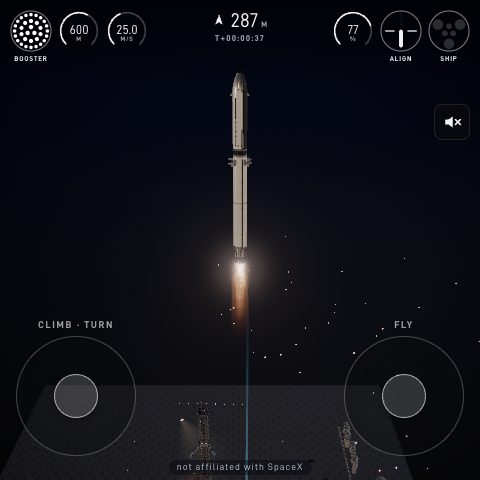 600
M
25.0
M/S
287 M
T+00:00:37
77
%
BOOSTER
ALIGN
SHIP
CLIMB · TURN
FLY
not affiliated with SpaceX